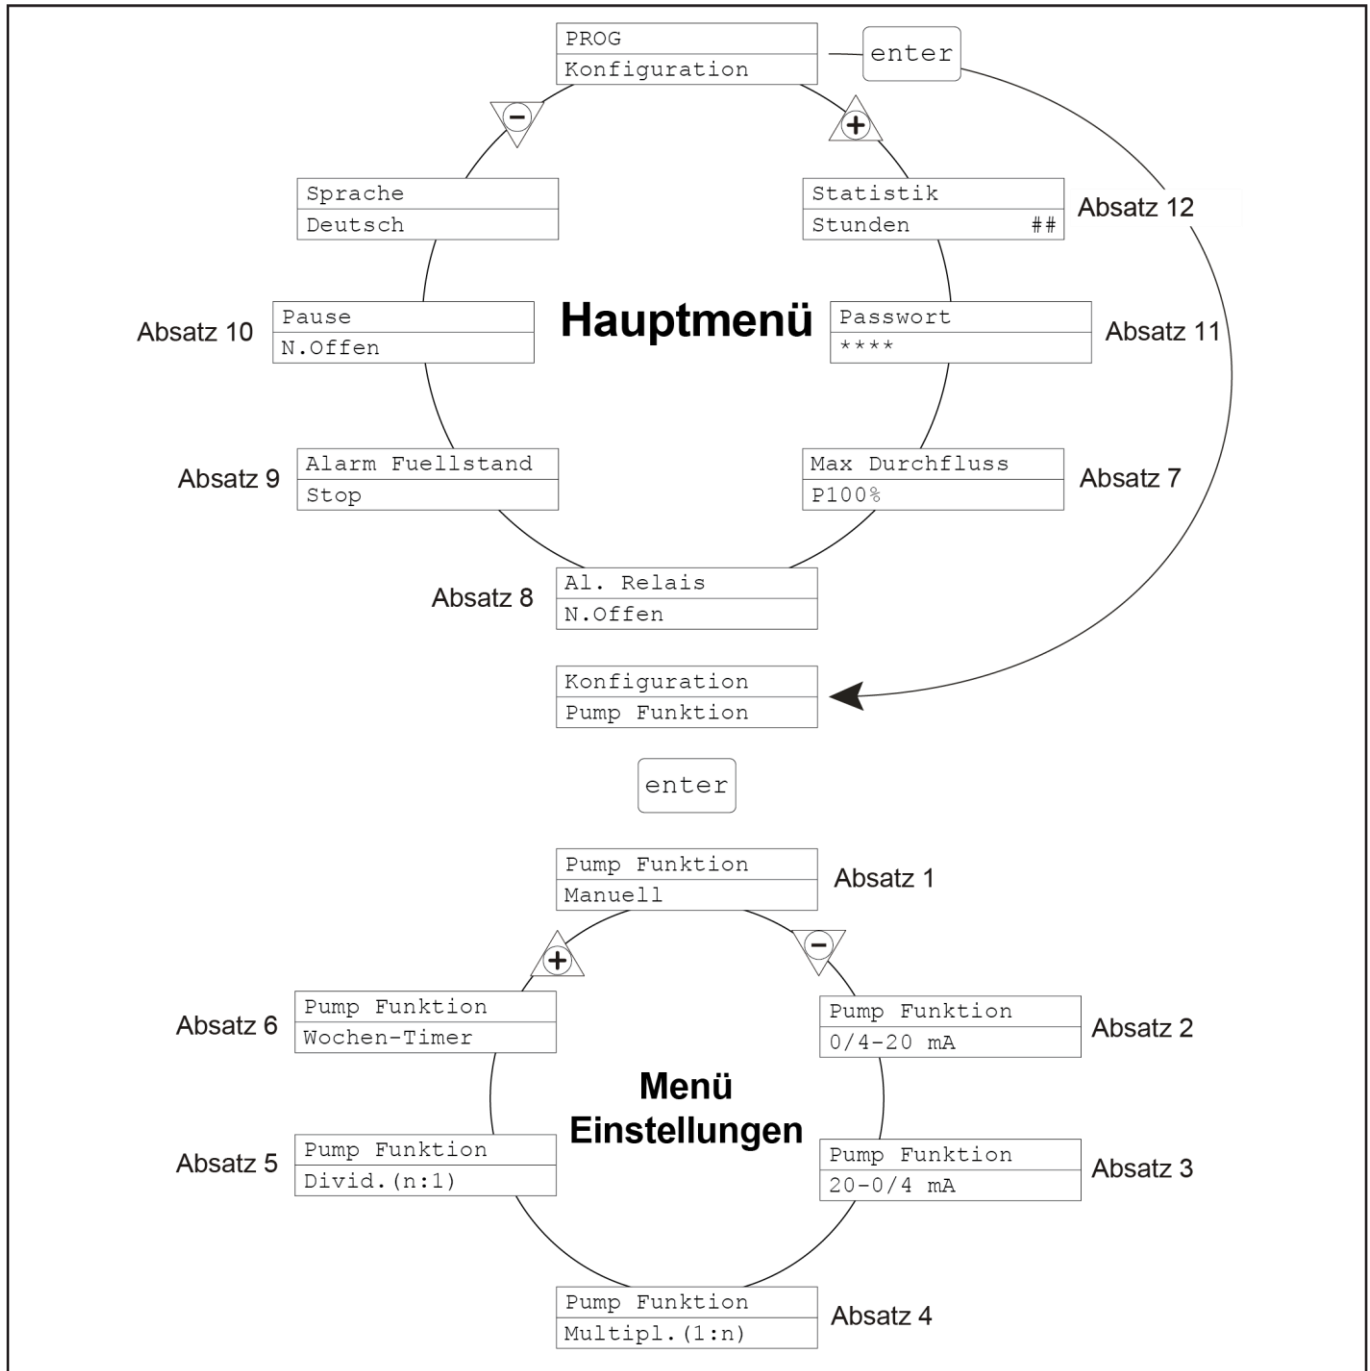 PROG
Konfiguration
enter
−
+
Sprache
Deutsch
Statistik
Stunden ##
Absatz 12
Absatz 10
Pause
N.Offen
Hauptmenü
Passwort
****
Absatz 11
Absatz 9
Alarm Fuellstand
Stop
Max Durchfluss
P100%
Absatz 7
Absatz 8
Al. Relais
N.Offen
Konfiguration
Pump Funktion
enter
Pump Funktion
Manuell
Absatz 1
+
−
Absatz 6
Pump Funktion
Wochen-Timer
Pump Funktion
0/4-20 mA
Absatz 2
Menü
Einstellungen
Absatz 5
Pump Funktion
Divid.(n:1)
Pump Funktion
20-0/4 mA
Absatz 3
Pump Funktion
Multipl.(1:n)
Absatz 4